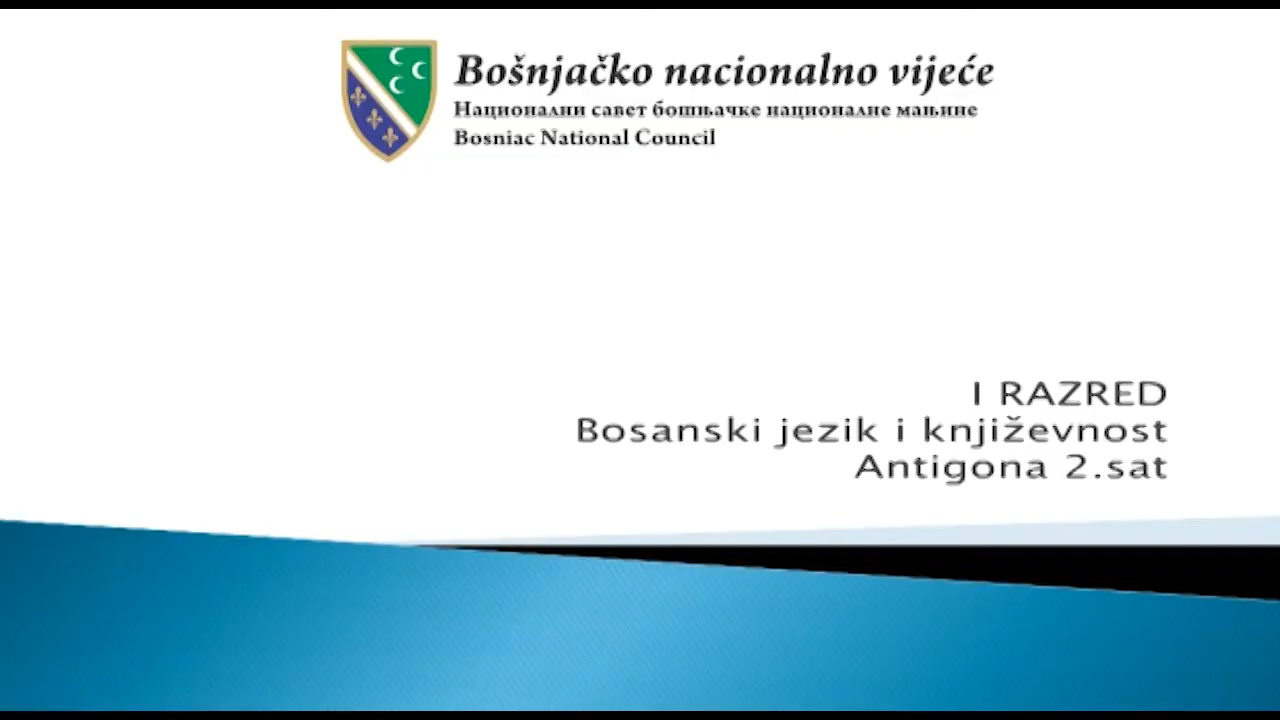 Bošnjačko nacionalno vijeće
Национални савет бошњачке националне мањине
Bosniac National Council
I RAZRED
Bosanski jezik i književnost
Antigona 2.sat